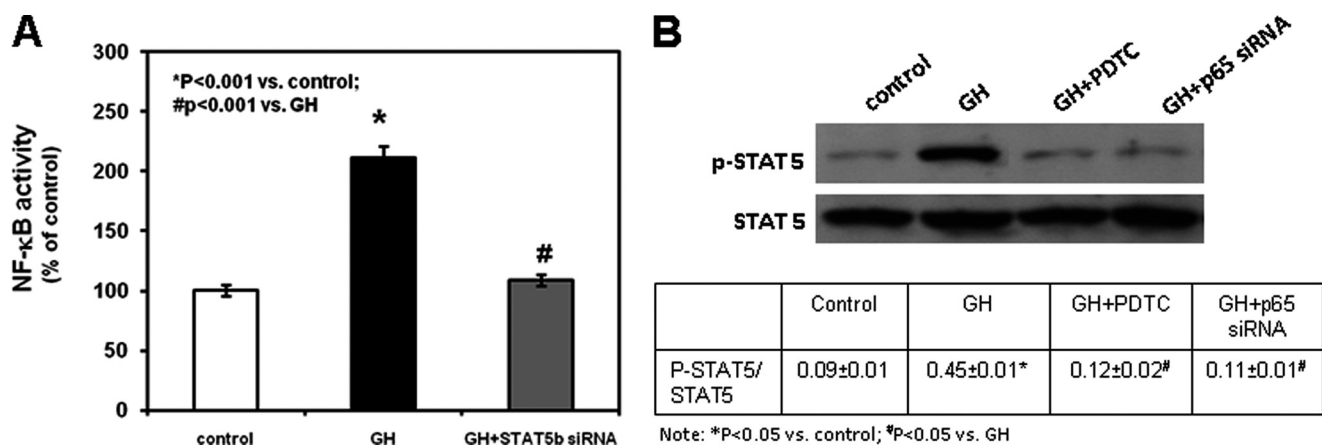 A
300
250
200
150
100
50
0
NF-κB activity
(% of control)
*P<0.001 vs. control;
#p<0.001 vs. GH
*
#
control GH GH+STAT5b siRNA
B
control GH GH+PDTC GH+p65 siRNA
p-STAT 5
STAT 5
Control GH GH+PDTC GH+p65
siRNA
P-STAT5/ 0.09±0.01 0.45±0.01* 0.12±0.02# 0.11±0.01#
STAT5
Note: *P<0.05 vs. control; #P<0.05 vs. GH